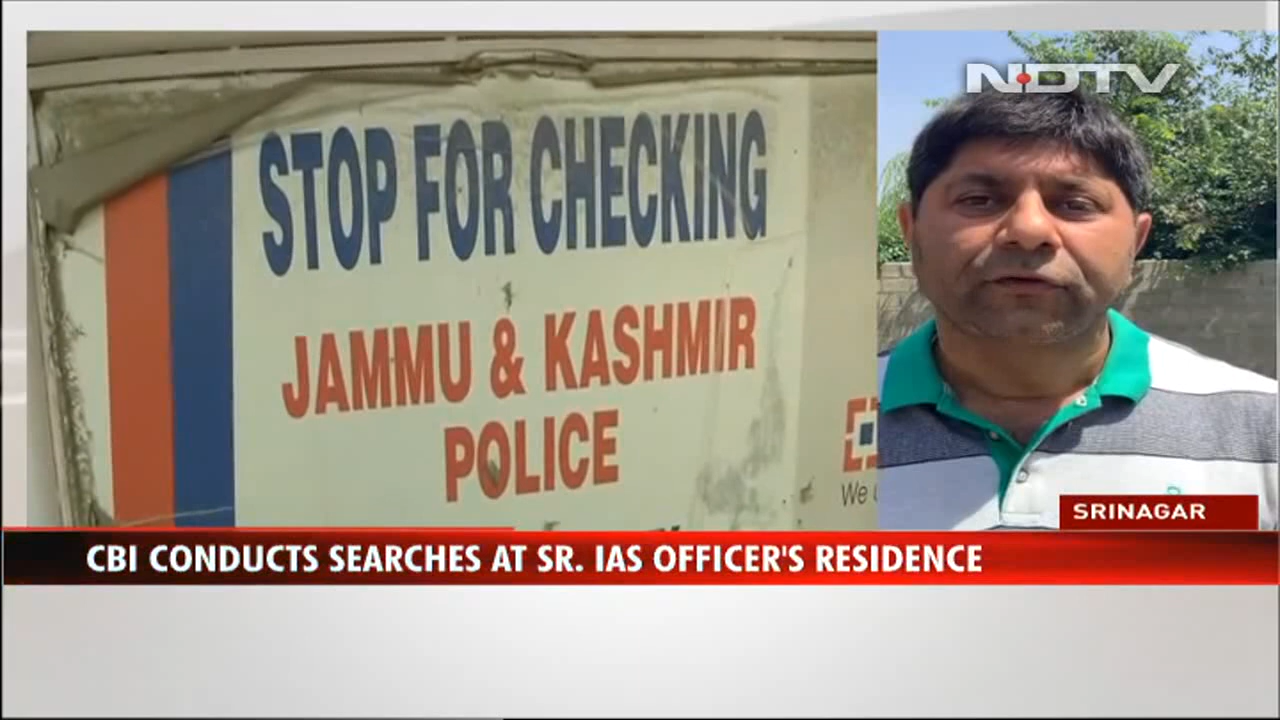 NDTV
STOP FOR CHECKING
JAMMU & KASHMIR
POLICE
We
SRINAGAR
CBI CONDUCTS SEARCHES AT SR. IAS OFFICER'S RESIDENCE